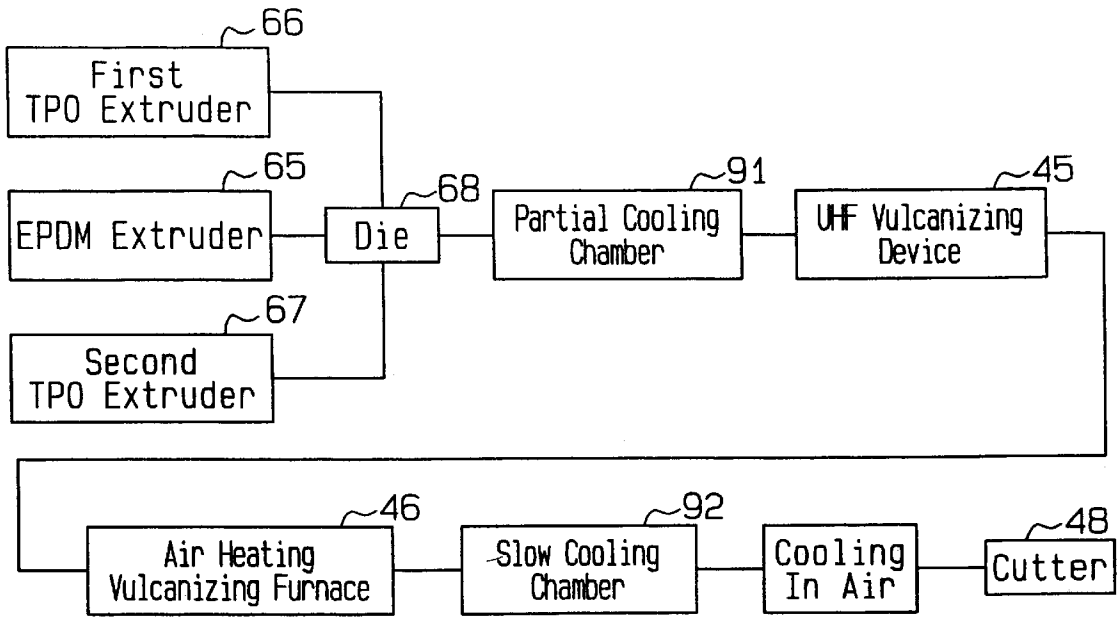 66
First
TPO Extruder
65
EPDM Extruder
67
Second
TPO Extruder
68
Die
91
Partial Cooling
Chamber
45
UHF Vulcanizing
Device
46
Air Heating
Vulcanizing Furnace
92
Slow Cooling
Chamber
Cooling
In Air
48
Cutter